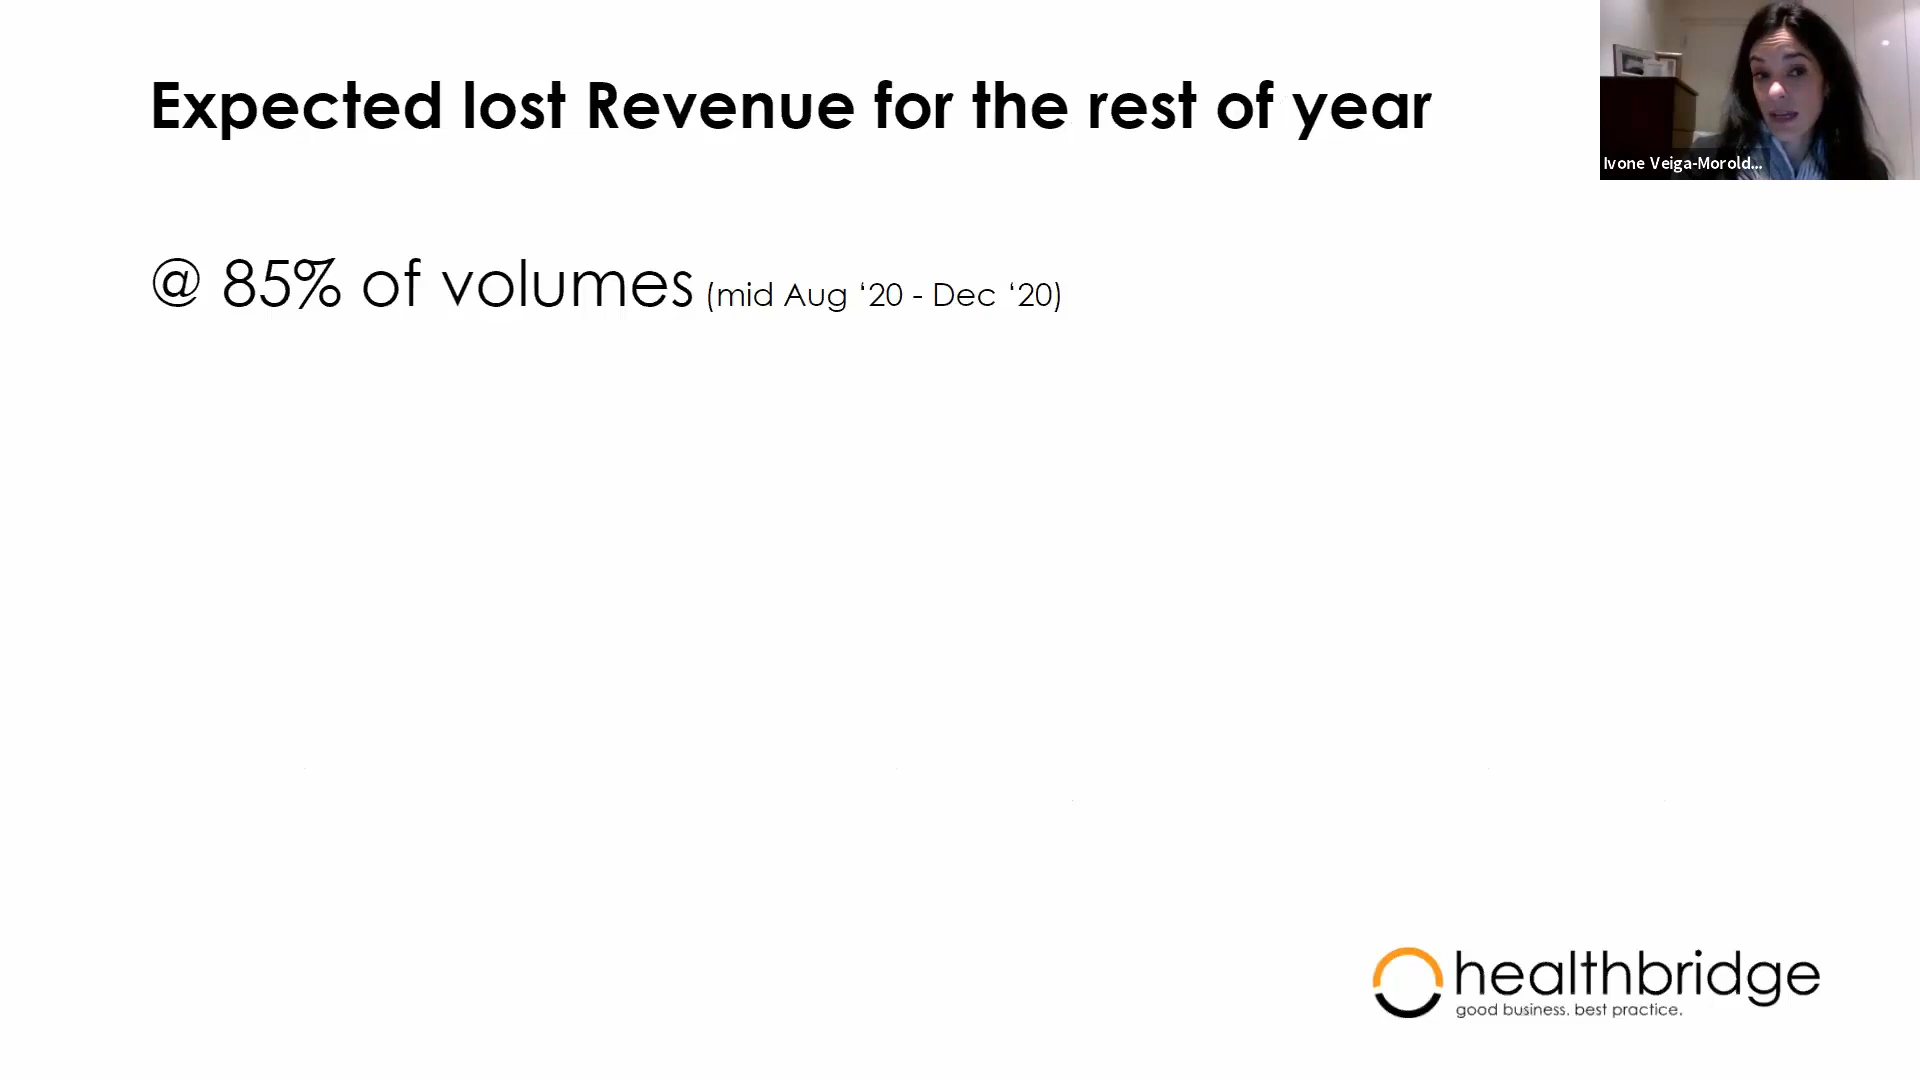 Expected lost Revenue for the rest of year
Ivone Veiga-Morold...
@ 85% of volumes (mid Aug ‘20 - Dec ‘20)
healthbridge
good business. best practice.